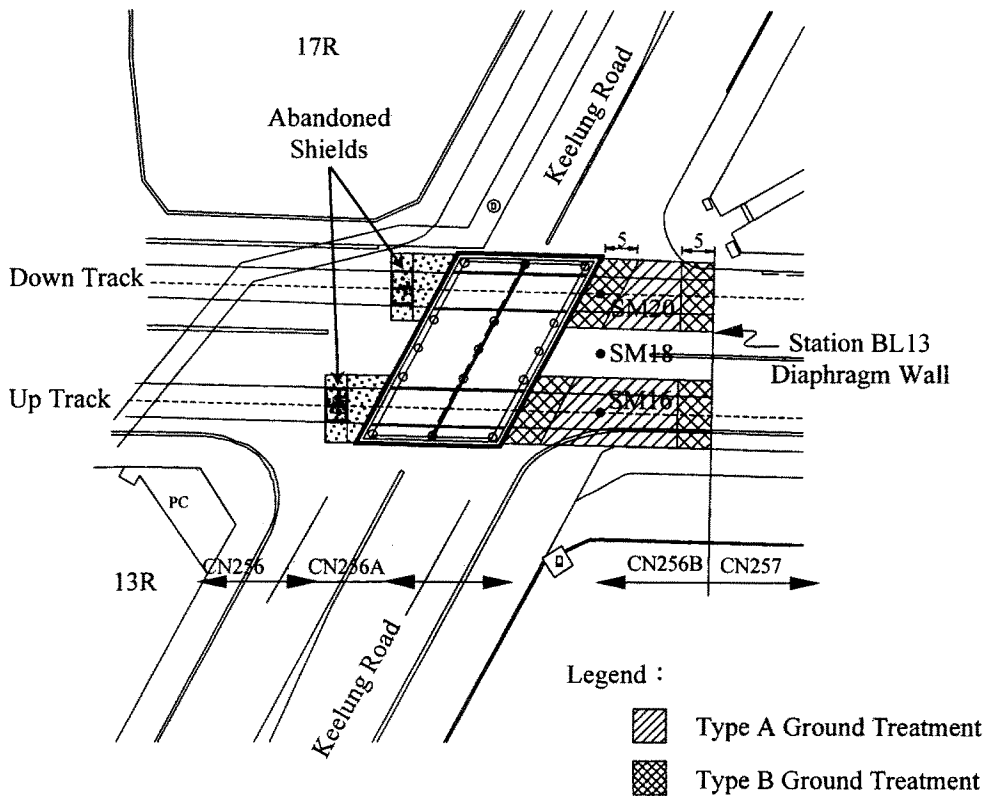 17R
Keelung Road
Abandoned
Shields
5
5
Down Track
SM20
SM18
Station BL13
Diaphragm Wall
Up Track
SM16
PC
13R
CN256
CN256A
CN256B
CN257
Keelung Road
Legend :
Type A Ground Treatment
Type B Ground Treatment